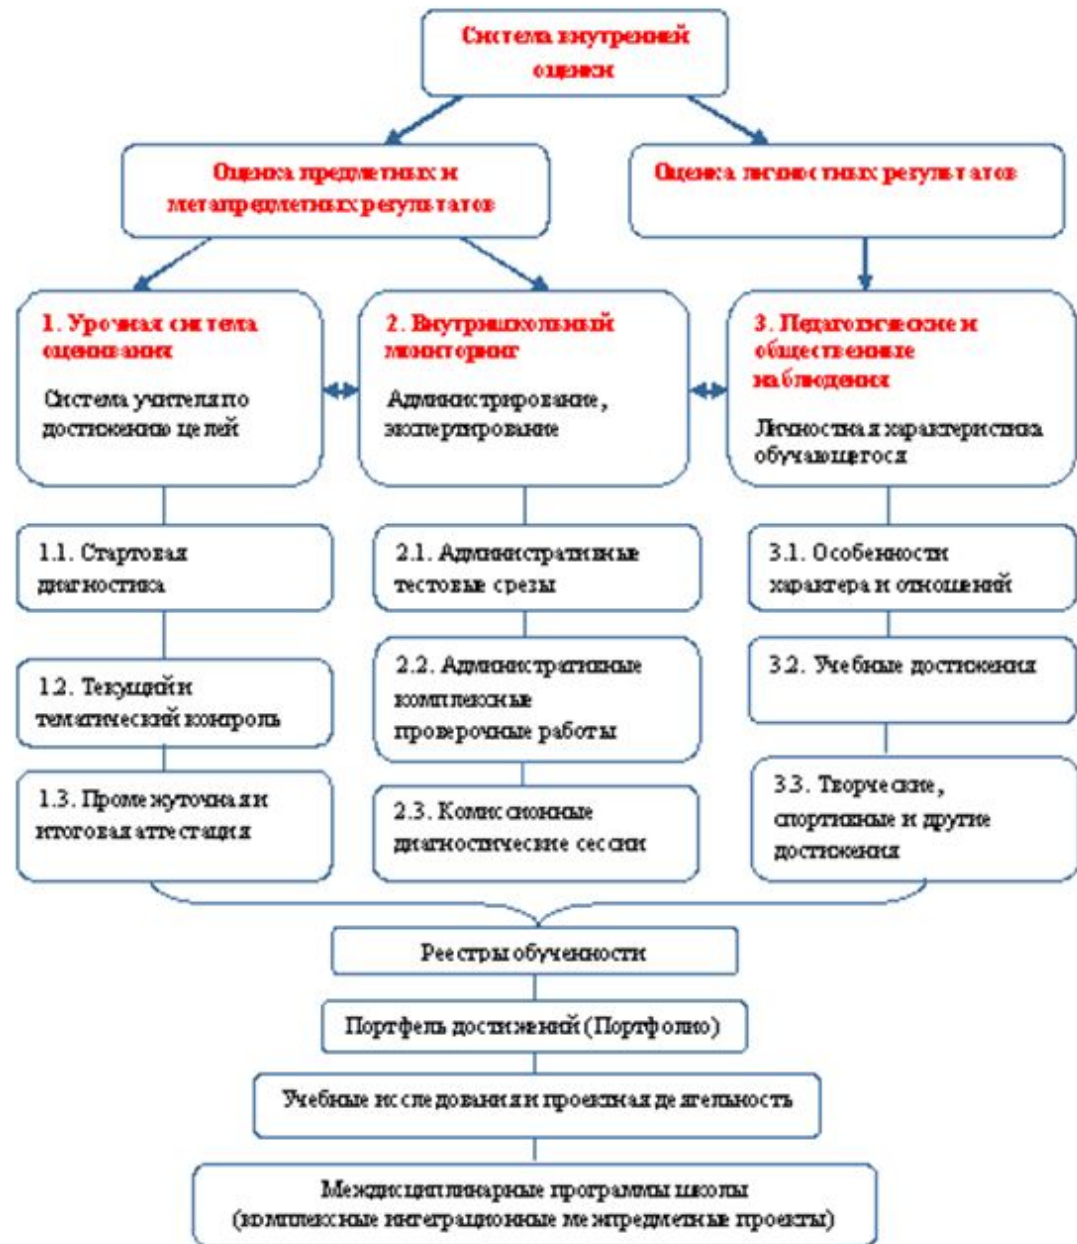 Система внутренней
оценки
Оценка предметных и
метапредметных результатов
Оценка личностных результатов
1. Урочная система
оценивания
Система учителя по
достижению целей
2. Внутришкольный
мониторинг
Администрирование,
экспертирование
3. Педагогические и
общественные
наблюдения
Личностная характеристика
обучающегося
1.1. Стартовая
диагностика
2.1. Административные
тестовые срезы
3.1. Особенности
характера и отношений
1.2. Текущий и
тематический контроль
2.2. Административные
комплексные
проверочные работы
3.2. Учебные достижения
1.3. Промежуточная и
итоговая аттестация
2.3. Комиссионные
диагностические сессии
3.3. Творческие,
спортивные и другие
достижения
Реестры обученности
Портфель достижений (Портфолио)
Учебные исследования и проектная деятельность
Междисциплинарные программы школы
(комплексные интеграционные межпредметные проекты)